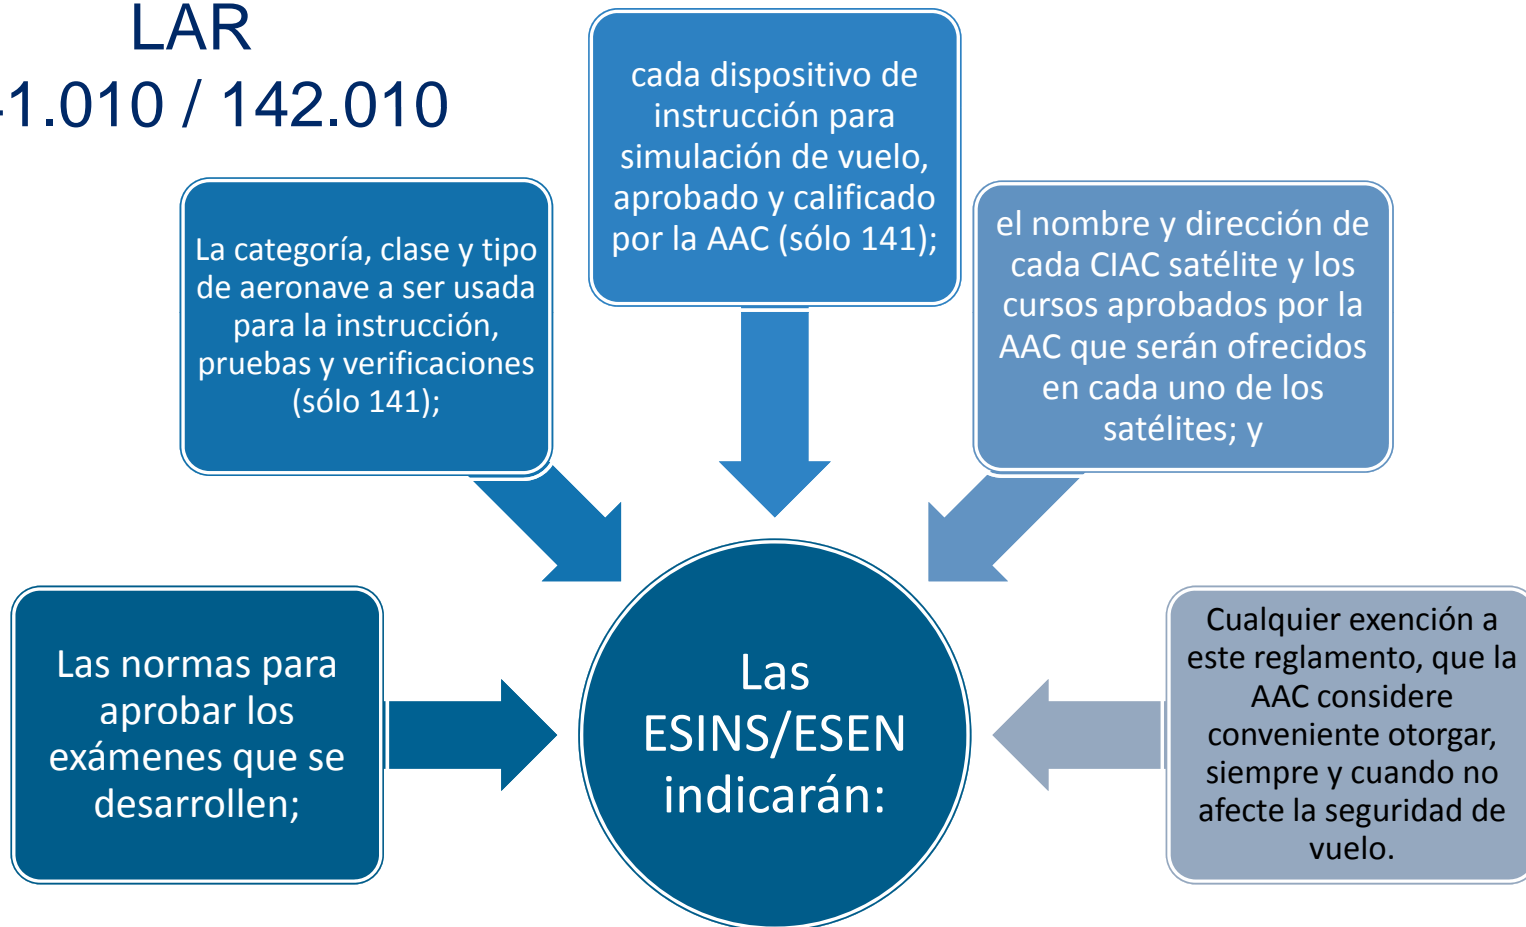 LAR
1.010 / 142.010
cada dispositivo de
instrucción para
simulación de vuelo,
aprobado y calificado
por la AAC (sólo 141);
La categoría, clase y tipo
de aeronave a ser usada
para la instrucción,
pruebas y verificaciones
(sólo 141);
el nombre y dirección de
cada CIAC satélite y los
cursos aprobados por la
AAC que serán ofrecidos
en cada uno de los
satélites; y
Las normas para
aprobar los
exámenes que se
desarrollen;
Las
ESINS/ESEN
indicarán:
Cualquier exención a
este reglamento, que la
AAC considere
conveniente otorgar,
siempre y cuando no
afecte la seguridad de
vuelo.